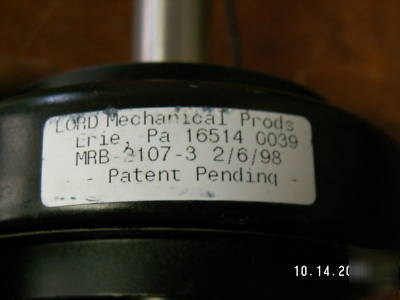 LORD Mechanical Prods
Erie, Pa 16514 0039
MRB-2107-3 2/6/98
- Patent Pending -
10.14.20